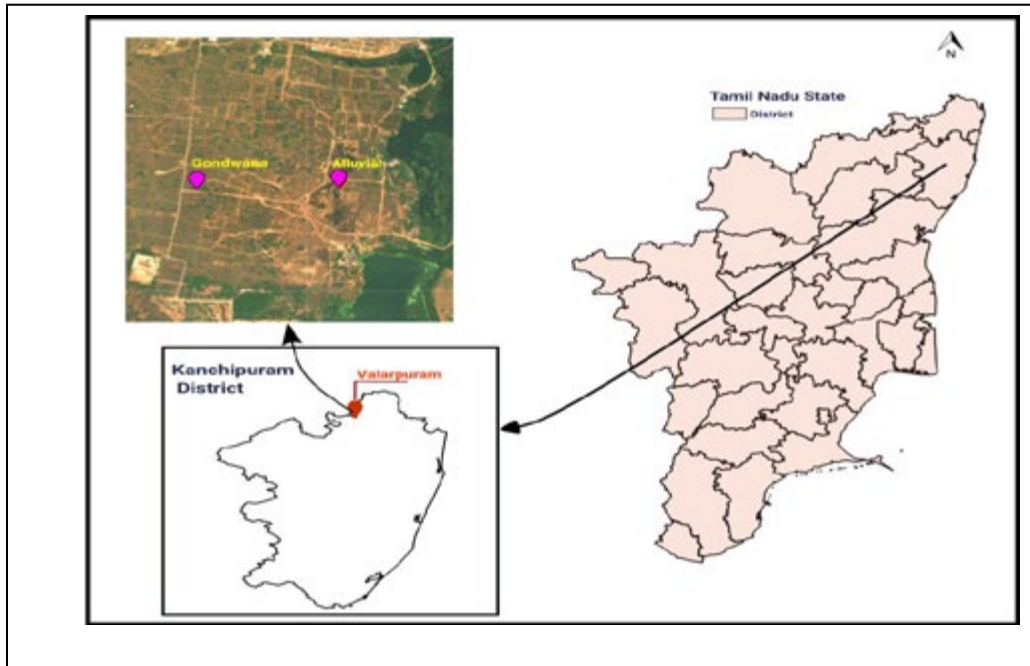 Gondwana
Alluvial
N
Tamil Nadu State
District
Kanchipuram
District
Valarpuram